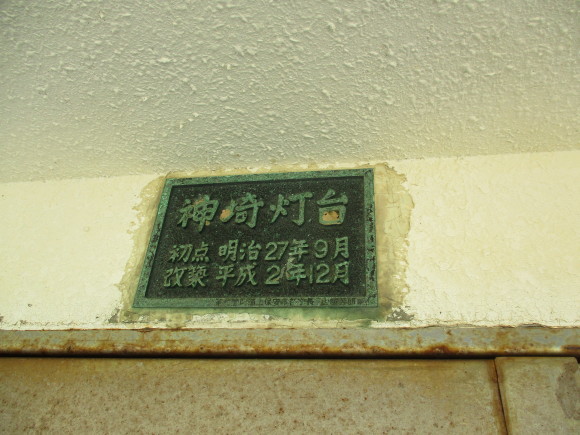 神埼灯台
初点 明治27年9月
改築 平成2年12月